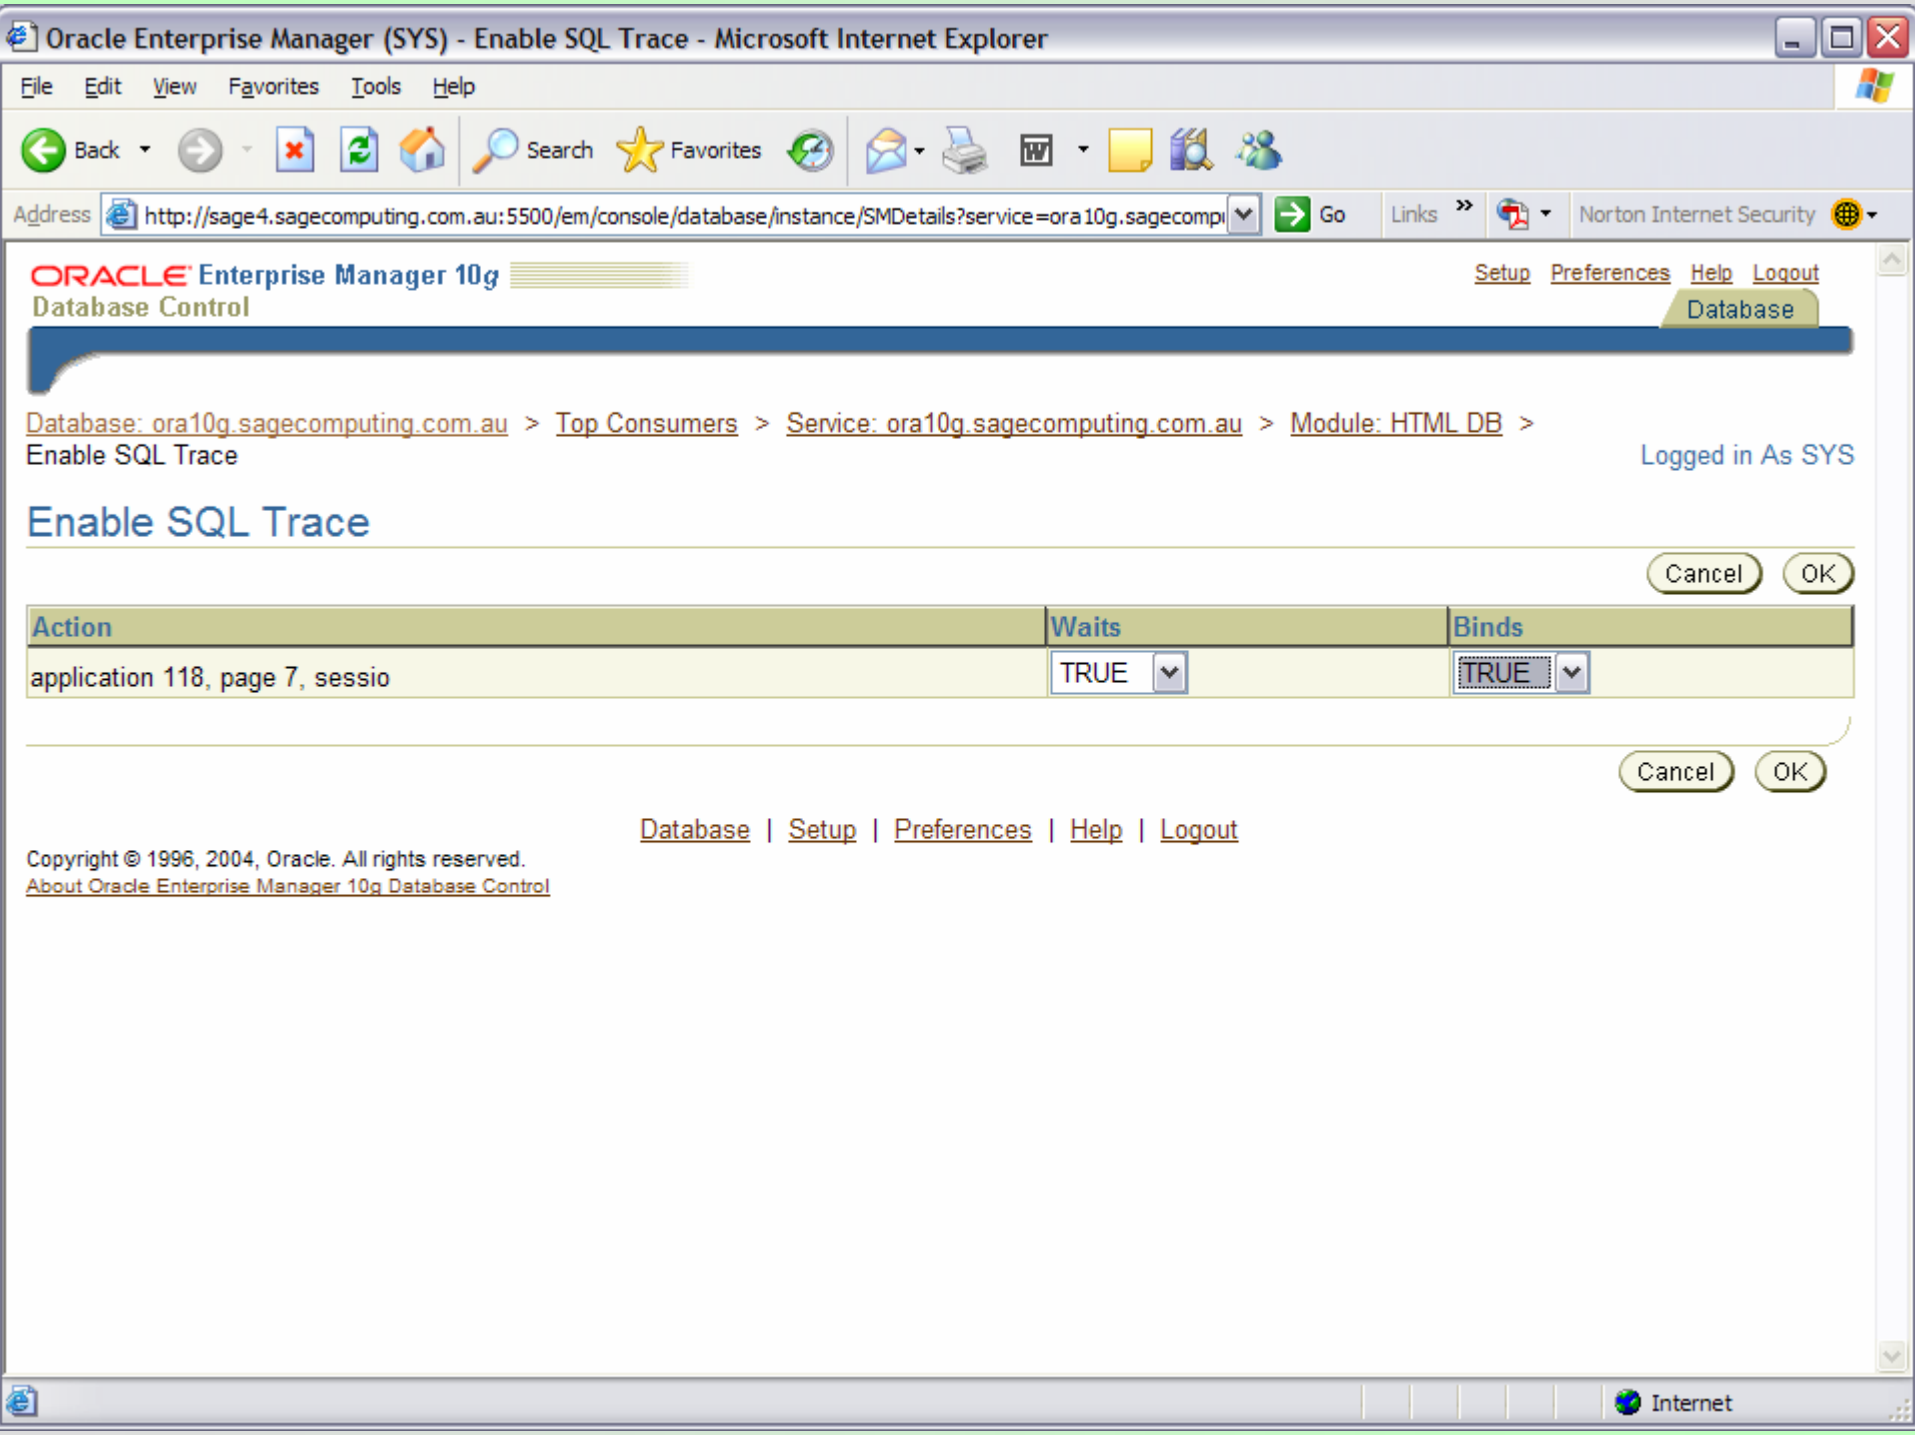 Oracle Enterprise Manager (SYS) - Enable SQL Trace - Microsoft Internet Explorer
File Edit View Favorites Tools Help
Back Search Favorites
Address http://sage4.sagecomputing.com.au:5500/em/console/database/instance/SMDetails?service=ora10g.sagecompu Go Links » Norton Internet Security
ORACLE Enterprise Manager 10g
Setup Preferences Help Logout
Database Control
Database
Database: ora10g.sagecomputing.com.au > Top Consumers > Service: ora10g.sagecomputing.com.au > Module: HTML DB >
Enable SQL Trace
Logged in As SYS
Enable SQL Trace
Cancel OK
Action Waits Binds
application 118, page 7, sessio TRUE TRUE
Cancel OK
Database | Setup | Preferences | Help | Logout
Copyright © 1996, 2004, Oracle. All rights reserved.
About Oracle Enterprise Manager 10g Database Control
Internet